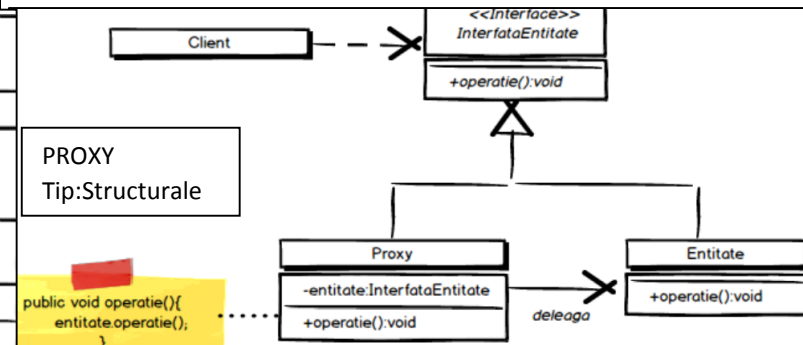 <<Interface>>
InterfataEntitate
Client
+operatie():void
PROXY
Tip:Structurale
Proxy
Entitate
-entitate:InterfataEntitate
+operatie():void
+operatie():void
deleaga
public void operatie(){
entitate.operatie();
}